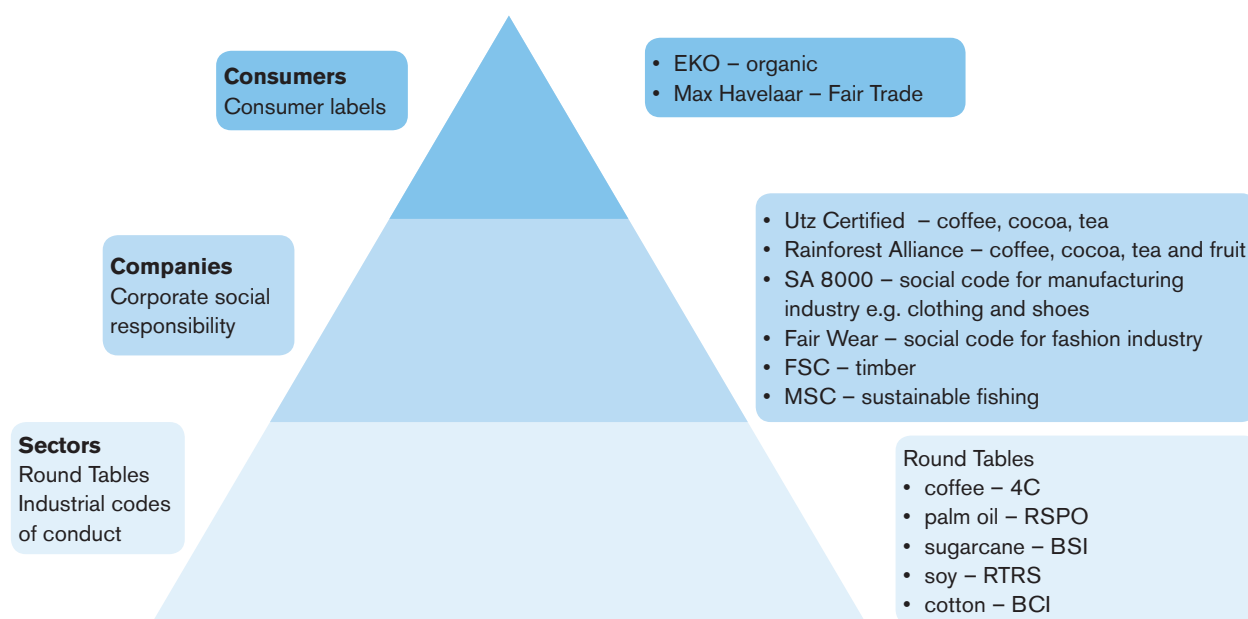 Consumers
Consumer labels
• EKO – organic
• Max Havelaar – Fair Trade
Companies
Corporate social
responsibility
• Utz Certified – coffee, cocoa, tea
• Rainforest Alliance – coffee, cocoa, tea and fruit
• SA 8000 – social code for manufacturing
industry e.g. clothing and shoes
• Fair Wear – social code for fashion industry
• FSC – timber
• MSC – sustainable fishing
Sectors
Round Tables
Industrial codes
of conduct
Round Tables
• coffee – 4C
• palm oil – RSPO
• sugarcane – BSI
• soy – RTRS
• cotton – BCI